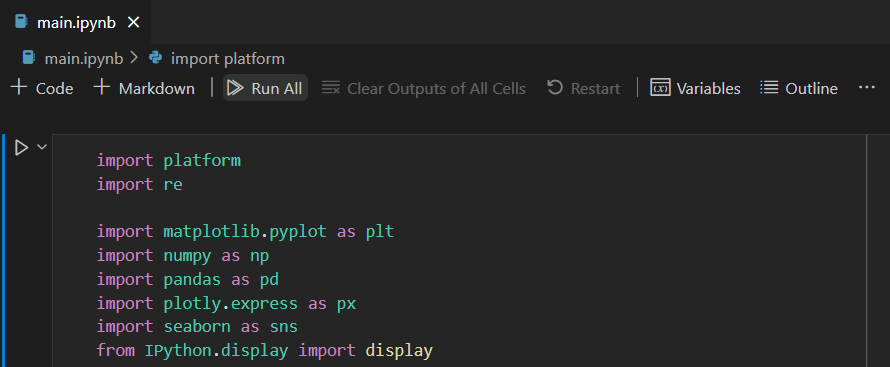 main.ipynb
main.ipynb > import platform
+ Code + Markdown Run All Clear Outputs of All Cells Restart Variables Outline ...
import platform
import re
import matplotlib.pyplot as plt
import numpy as np
import pandas as pd
import plotly.express as px
import seaborn as sns
from IPython.display import display